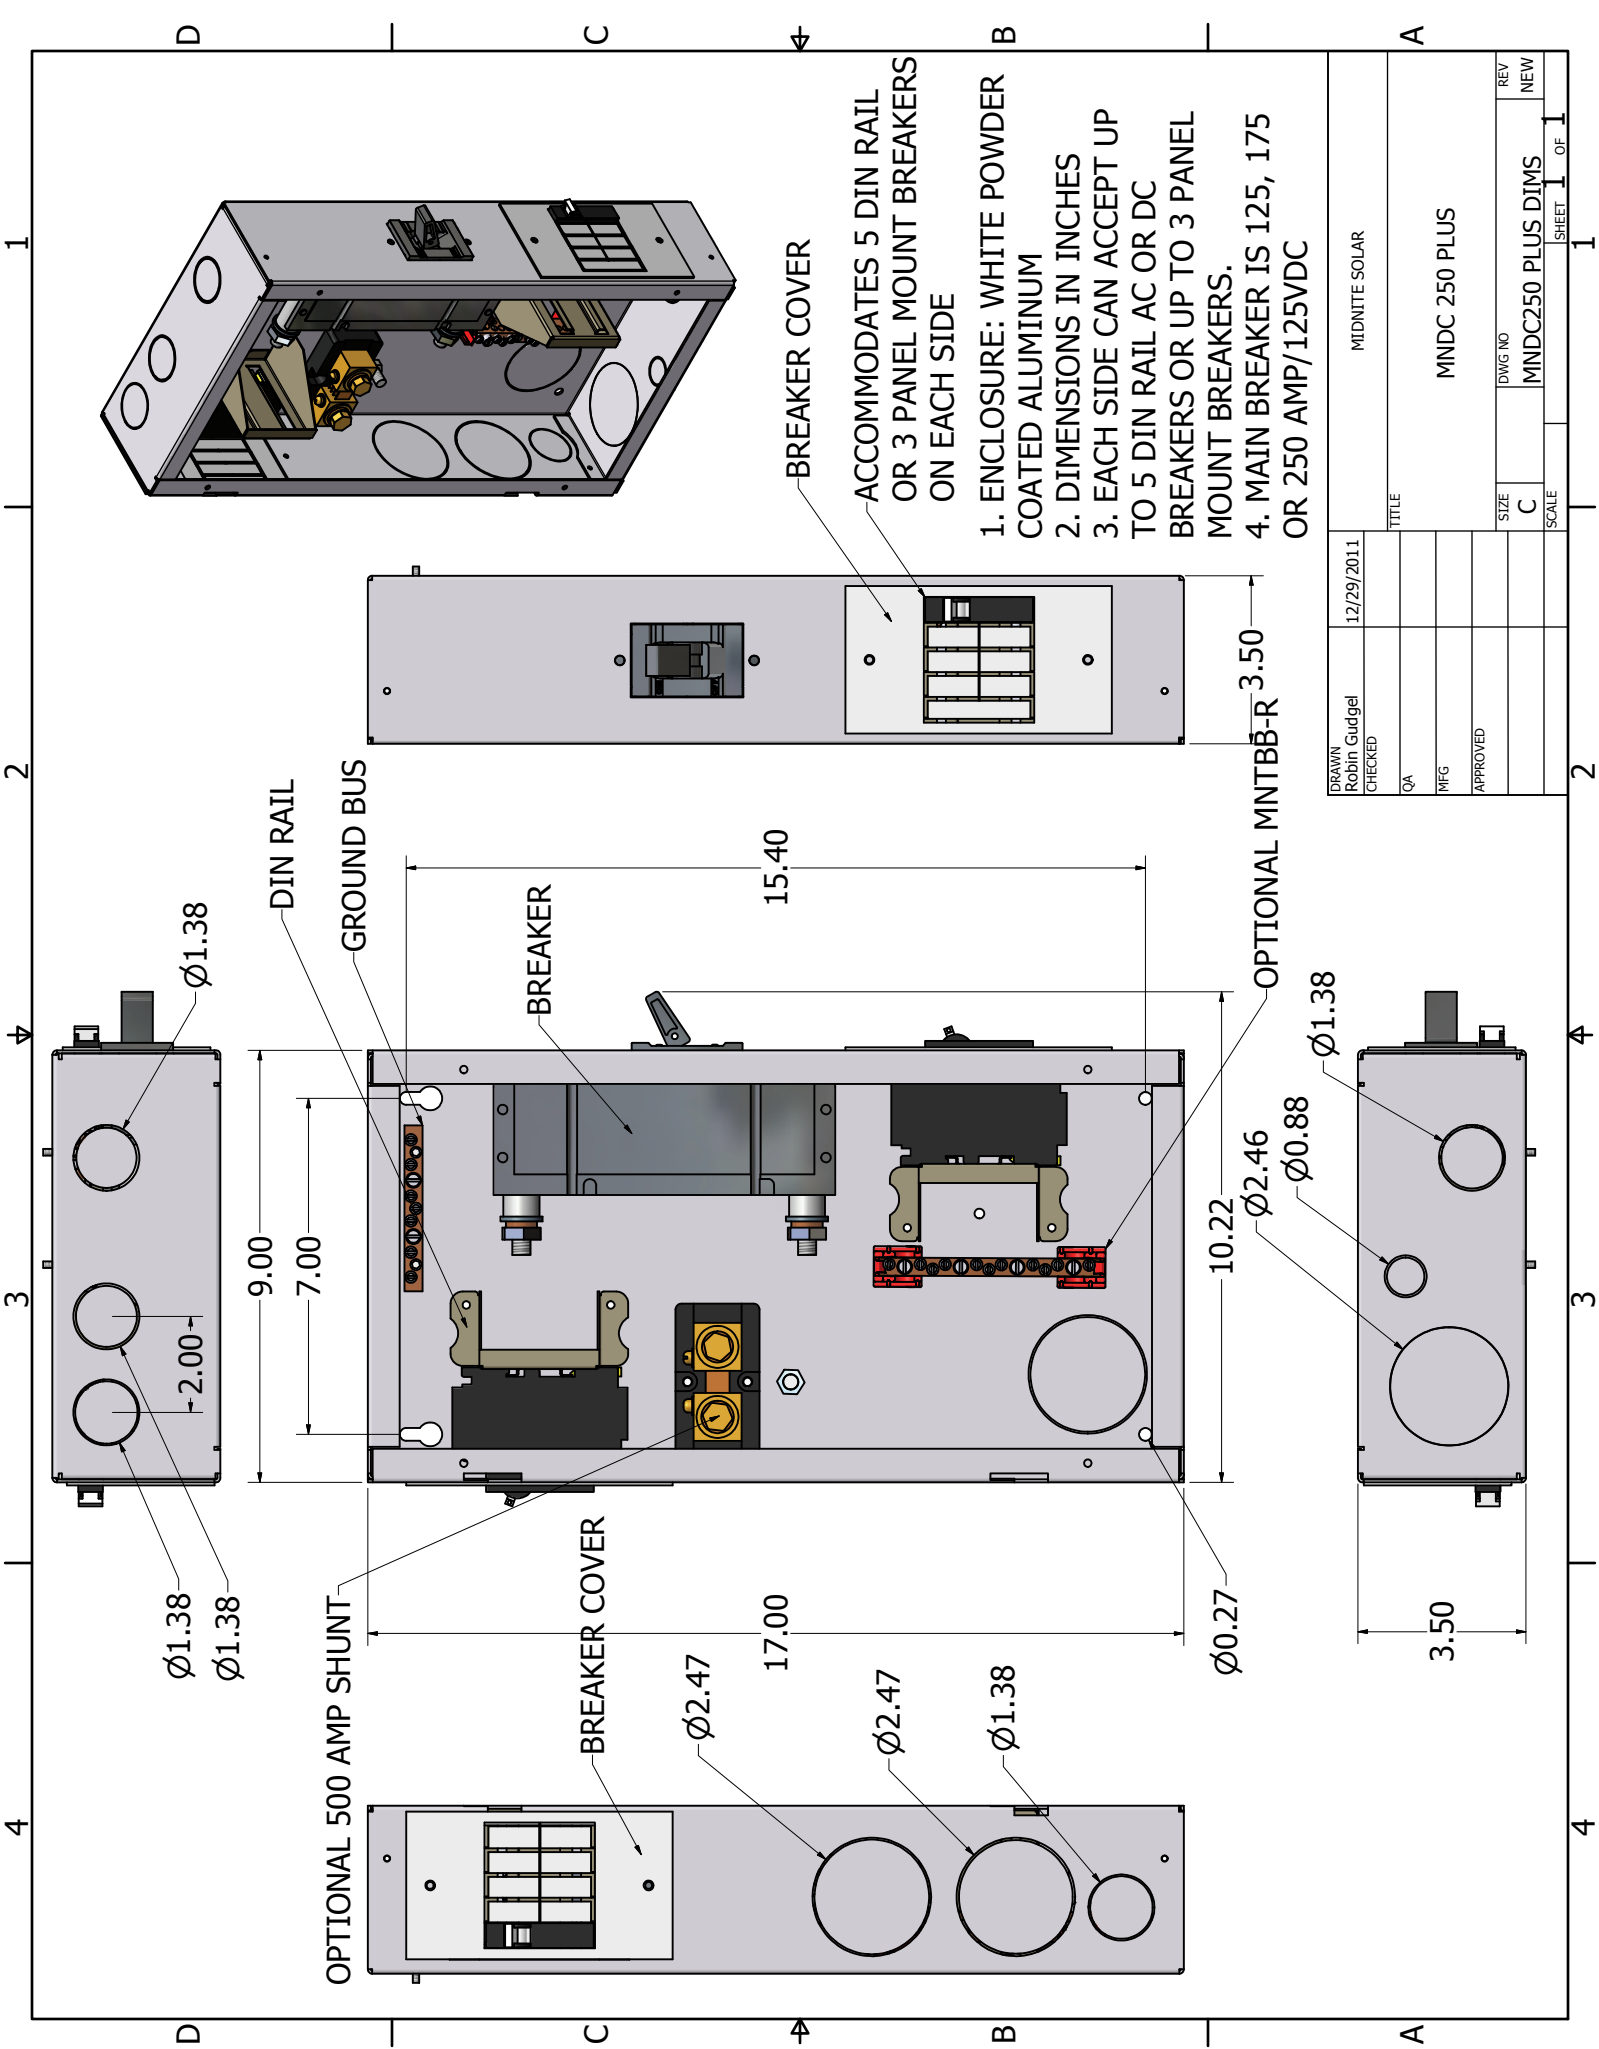 4
3
2
1
D
D
C
C
B
B
A
A
4
3
2
1
Ø1.38
Ø1.38
Ø1.38
2.00
9.00
7.00
DIN RAIL
GROUND BUS
BREAKER
OPTIONAL 500 AMP SHUNT
BREAKER COVER
Ø2.47
Ø2.47
Ø1.38
17.00
15.40
10.22
Ø0.27
OPTIONAL MNTBB-R
3.50
Ø2.46
Ø0.88
Ø1.38
3.50
BREAKER COVER
ACCOMMODATES 5 DIN RAIL
OR 3 PANEL MOUNT BREAKERS
ON EACH SIDE
1. ENCLOSURE: WHITE POWDER
COATED ALUMINUM
2. DIMENSIONS IN INCHES
3. EACH SIDE CAN ACCEPT UP
TO 5 DIN RAIL AC OR DC
BREAKERS OR UP TO 3 PANEL
MOUNT BREAKERS.
4. MAIN BREAKER IS 125, 175
OR 250 AMP/125VDC
DRAWN
Robin Gudgel
12/29/2011
CHECKED
QA
MFG
APPROVED
MIDNITE SOLAR
TITLE
MNDC 250 PLUS
SIZE
C
DWG NO
MNDC250 PLUS DIMS
REV
NEW
SCALE
SHEET 1 OF 1